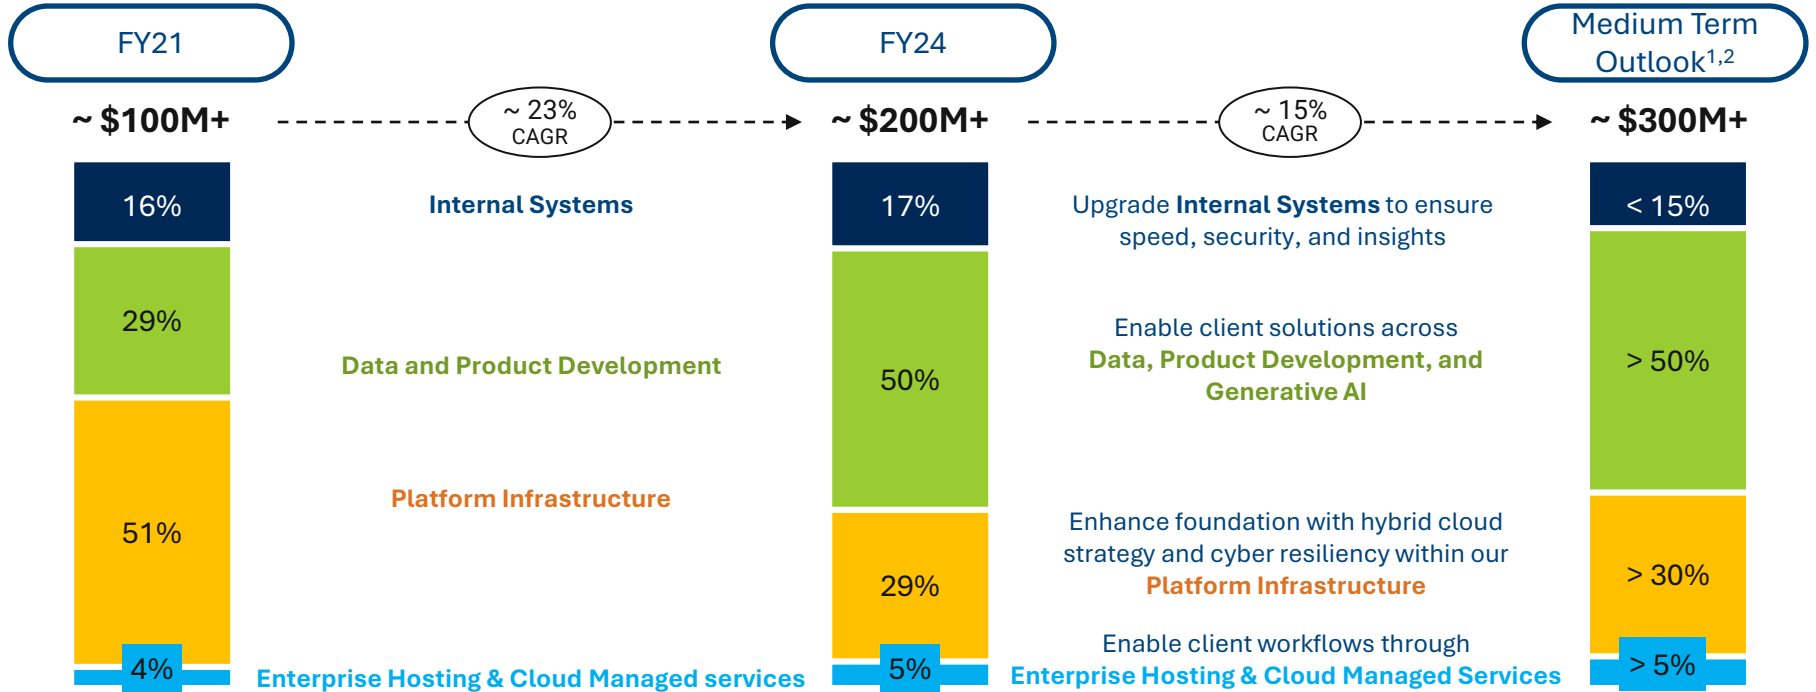 FY21
FY24
Medium Term
Outlook1,2
~ $100M+
~ 23%
CAGR
~ $200M+
~ 15%
CAGR
~ $300M+
16%
Internal Systems
17%
Upgrade Internal Systems to ensure
speed, security, and insights
< 15%
29%
Data and Product Development
50%
Enable client solutions across
Data, Product Development, and
Generative AI
> 50%
51%
Platform Infrastructure
29%
Enhance foundation with hybrid cloud
strategy and cyber resiliency within our
Platform Infrastructure
> 30%
4%
Enterprise Hosting & Cloud Managed services
5%
Enable client workflows through
Enterprise Hosting & Cloud Managed Services
> 5%